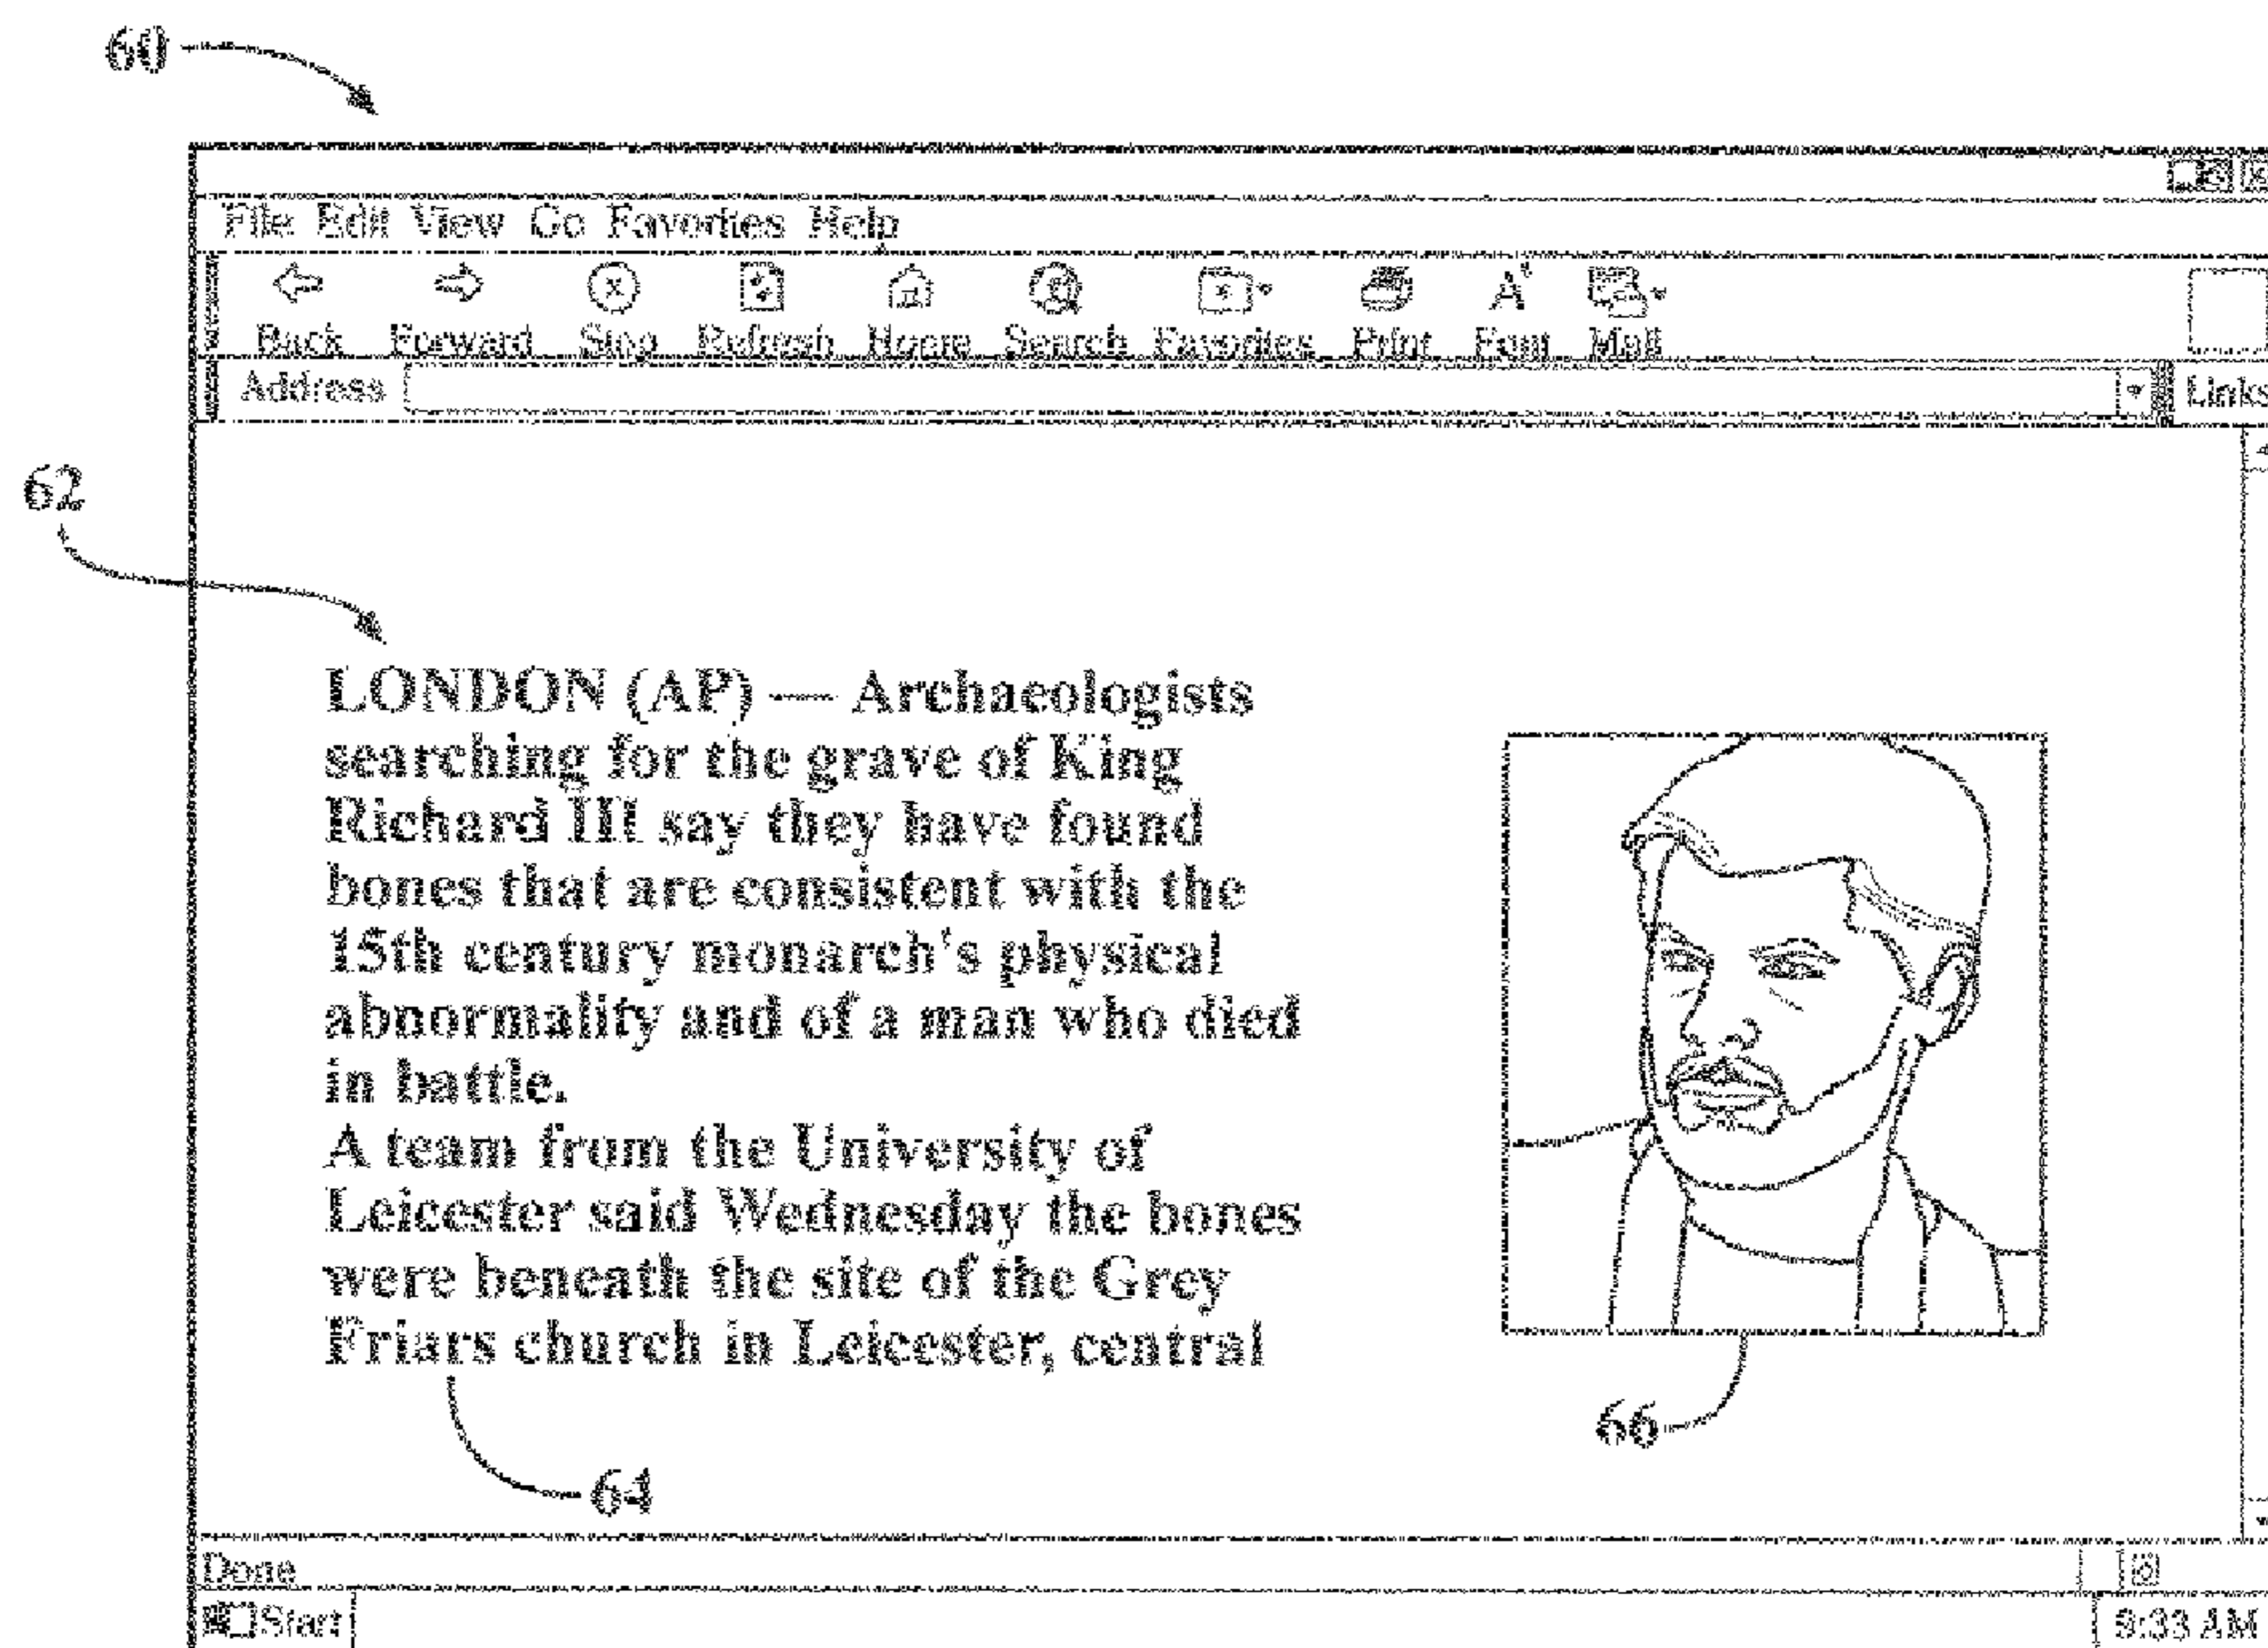 60
File Edit View Go Favorites Help
Back Forward Stop Refresh Home Search Favorites Print Font Mail
Address Links
62
LONDON (AP) — Archaeologists
searching for the grave of King
Richard III say they have found
bones that are consistent with the
15th century monarch's physical
abnormality and of a man who died
in battle.
A team from the University of
Leicester said Wednesday the bones
were beneath the site of the Grey
Friars church in Leicester, central
66
64
Done
Start 9:33 AM